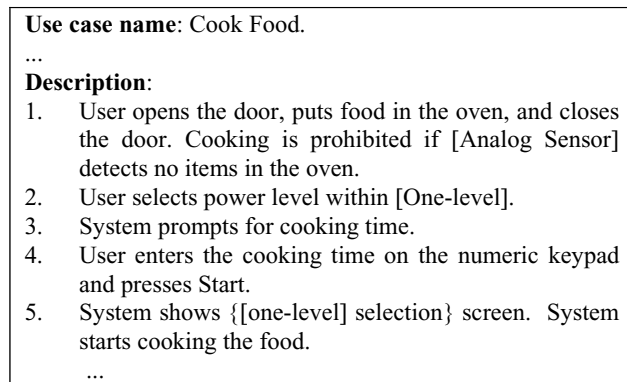 Use case name: Cook Food.
...
Description:
1. User opens the door, puts food in the oven, and closes
the door. Cooking is prohibited if [Analog Sensor]
detects no items in the oven.
2. User selects power level within [One-level].
3. System prompts for cooking time.
4. User enters the cooking time on the numeric keypad
and presses Start.
5. System shows {[one-level] selection} screen. System
starts cooking the food.
...